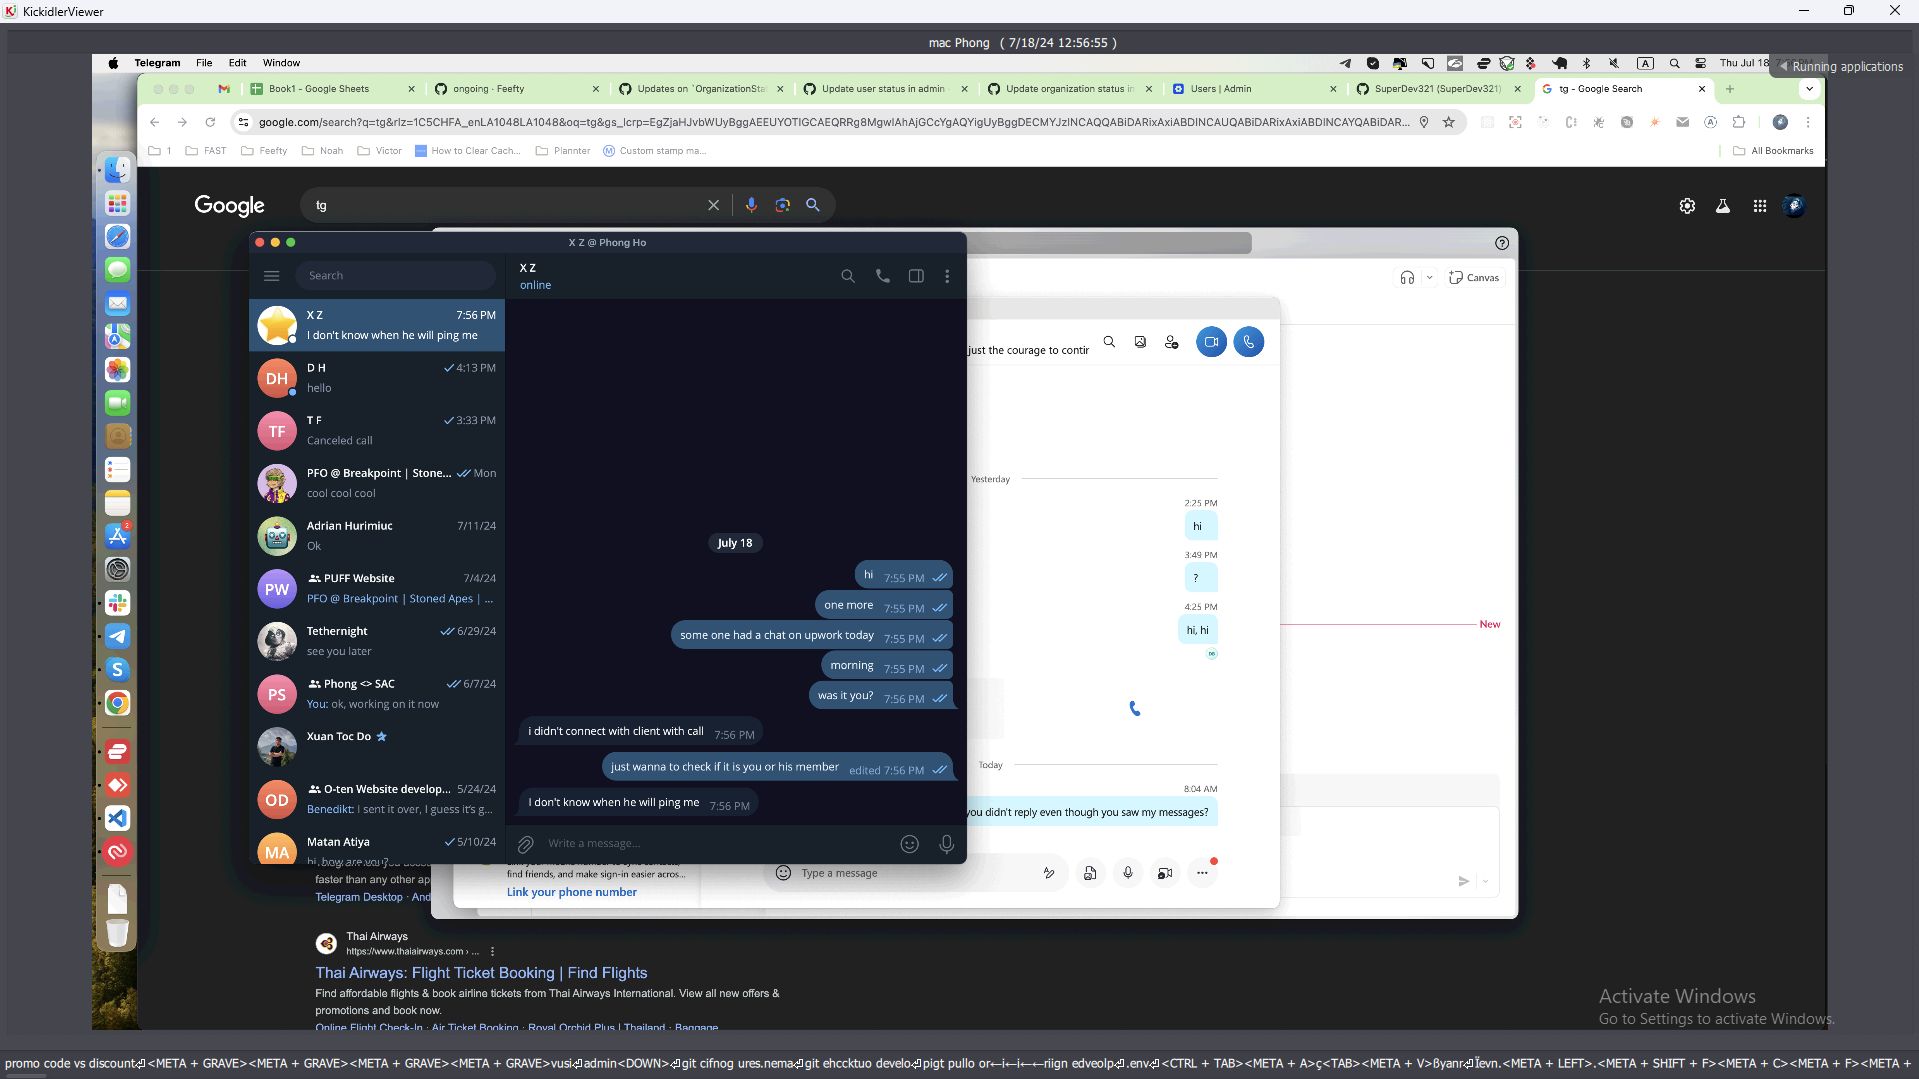 KickidlerViewer
mac Phong ( 7/18/24 12:56:55 )
Telegram File Edit Window
A
Thu Jul 18
Running applications
Book1 - Google Sheets
ongoing · Feefty
Updates on `OrganizationSta
Update user status in admin
Update organization status in
Users | Admin
SuperDev321 (SuperDev321)
tg - Google Search
google.com/search?q=tg&rlz=1C5CHFA_enLA1048LA1048&oq=tg&gs_lcrp=EgZjaHJvbWUyBggAEEUYOTIGCAEQRRg8MgwIAhAjGCcYgAQYigUyBggDECMYJzINCAQQABiDARixAxiABDINCAUQABiDARixAxiABDINCAYQABiDAR...
1
FAST
Feefty
Noah
Victor
How to Clear Cach...
Plannter
Custom stamp ma...
All Bookmarks
Google
tg
X Z @ Phong Ho
Search
X Z
online
X Z 7:56 PM
I don't know when he will ping me
DH
D H 4:13 PM
hello
TF
T F 3:33 PM
Canceled call
PFO @ Breakpoint | Stone... Mon
cool cool cool
Adrian Hurimiuc 7/11/24
Ok
PW
PUFF Website 7/4/24
PFO @ Breakpoint | Stoned Apes | ...
Tethernight 6/29/24
see you later
PS
Phong <> SAC 6/7/24
You: ok, working on it now
Xuan Toc Do
OD
O-ten Website develop... 5/24/24
Benedikt: I sent it over, I guess it's g...
MA
Matan Atiya 5/10/24
hi, how are you?
July 18
hi 7:55 PM
one more 7:55 PM
some one had a chat on upwork today 7:55 PM
morning 7:55 PM
was it you? 7:56 PM
i didn't connect with client with call 7:56 PM
just wanna to check if it is you or his member edited 7:56 PM
I don't know when he will ping me 7:56 PM
Write a message...
Canvas
just the courage to contir
Yesterday
2:25 PM
hi
3:49 PM
?
4:25 PM
hi, hi
DB
New
Today
8:04 AM
you didn't reply even though you saw my messages?
Type a message
find friends, and make sign-in easier acros...
Link your phone number
faster than any other ap
Telegram Desktop · And
Thai Airways
https://www.thaiairways.com › ...
Thai Airways: Flight Ticket Booking | Find Flights
Find affordable flights & book airline tickets from Thai Airways International. View all new offers &
promotions and book now.
Online Flight Check-In · Air Ticket Booking · Royal Orchid Plus | Thailand · Baggage
Activate Windows
Go to Settings to activate Windows.
promo code vs discount⏎<META + GRAVE><META + GRAVE><META + GRAVE><META + GRAVE>vusi⏎admin<DOWN>⏎git cifnog ures.nema⏎git ehccktuo develo⏎pigt pullo or←i←i←←riign edveolp⏎.env⏎<CTRL + TAB><META + A>ç<TAB><META + V>ßyanr⏎Ievn.<META + LEFT>.<META + SHIFT + F><META + C><META + F><META +